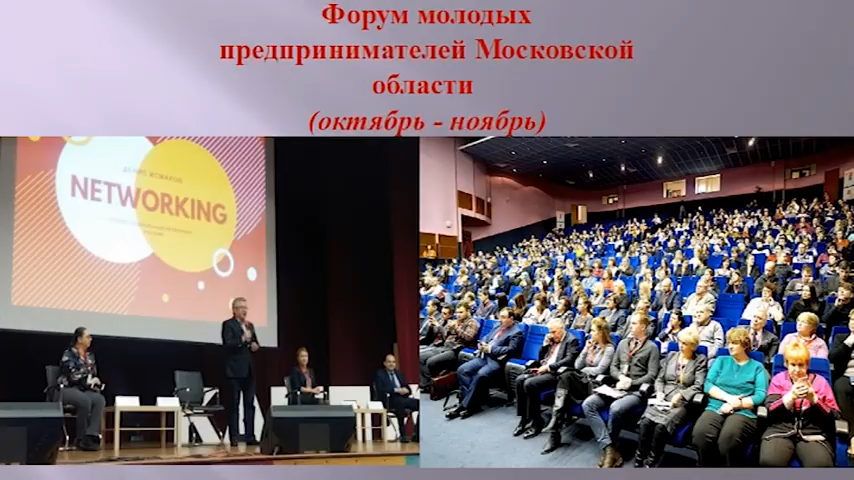 Форум молодых
предпринимателей Московской
области
(октябрь - ноябрь)
NETWORKING